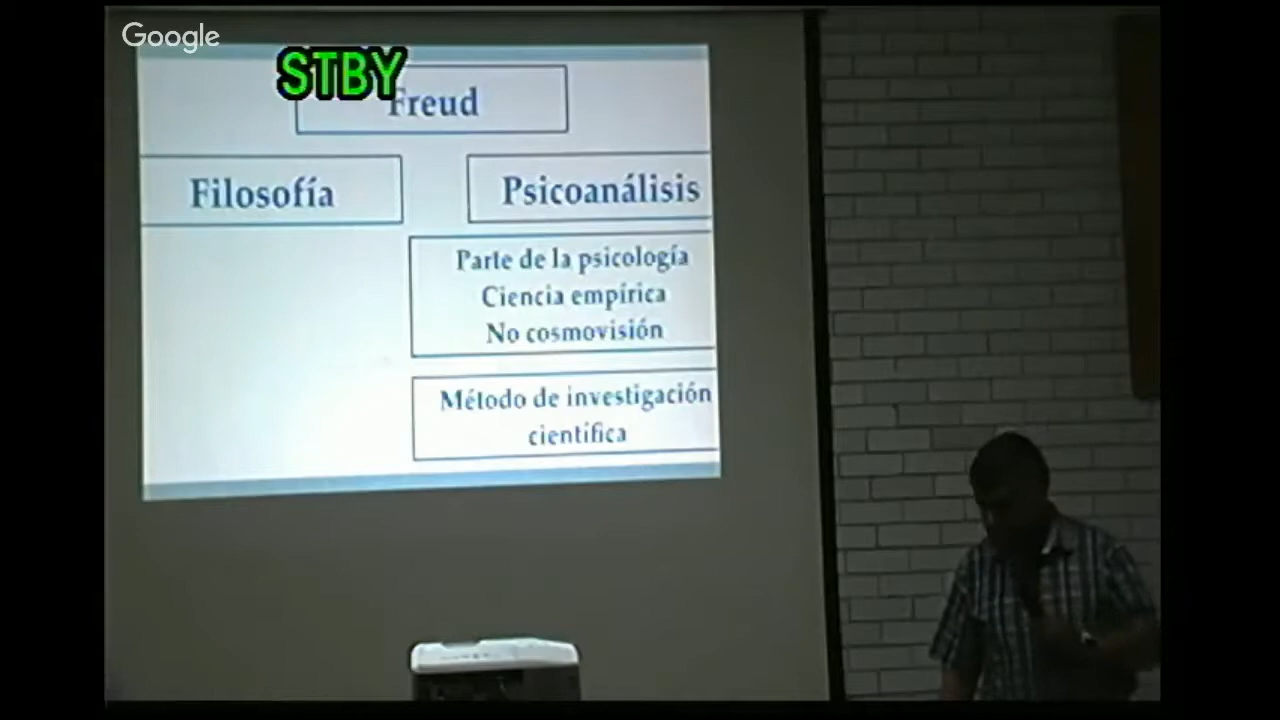 Google
STBY
Freud
Filosofía
Psicoanálisis
Parte de la psicología
Ciencia empírica
No cosmovisión
Método de investigación
científica